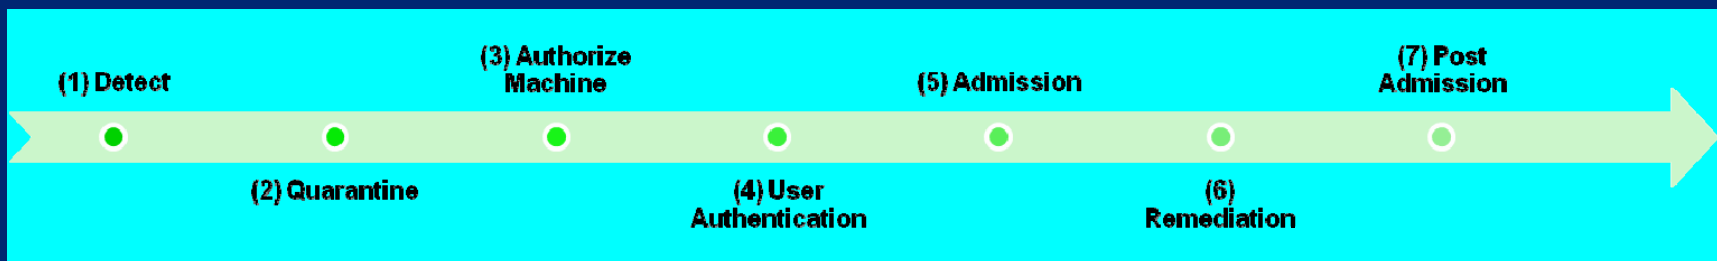 (1) Detect
(2) Quarantine
(3) Authorize
Machine
(4) User
Authentication
(5) Admission
(6)
Remediation
(7) Post
Admission